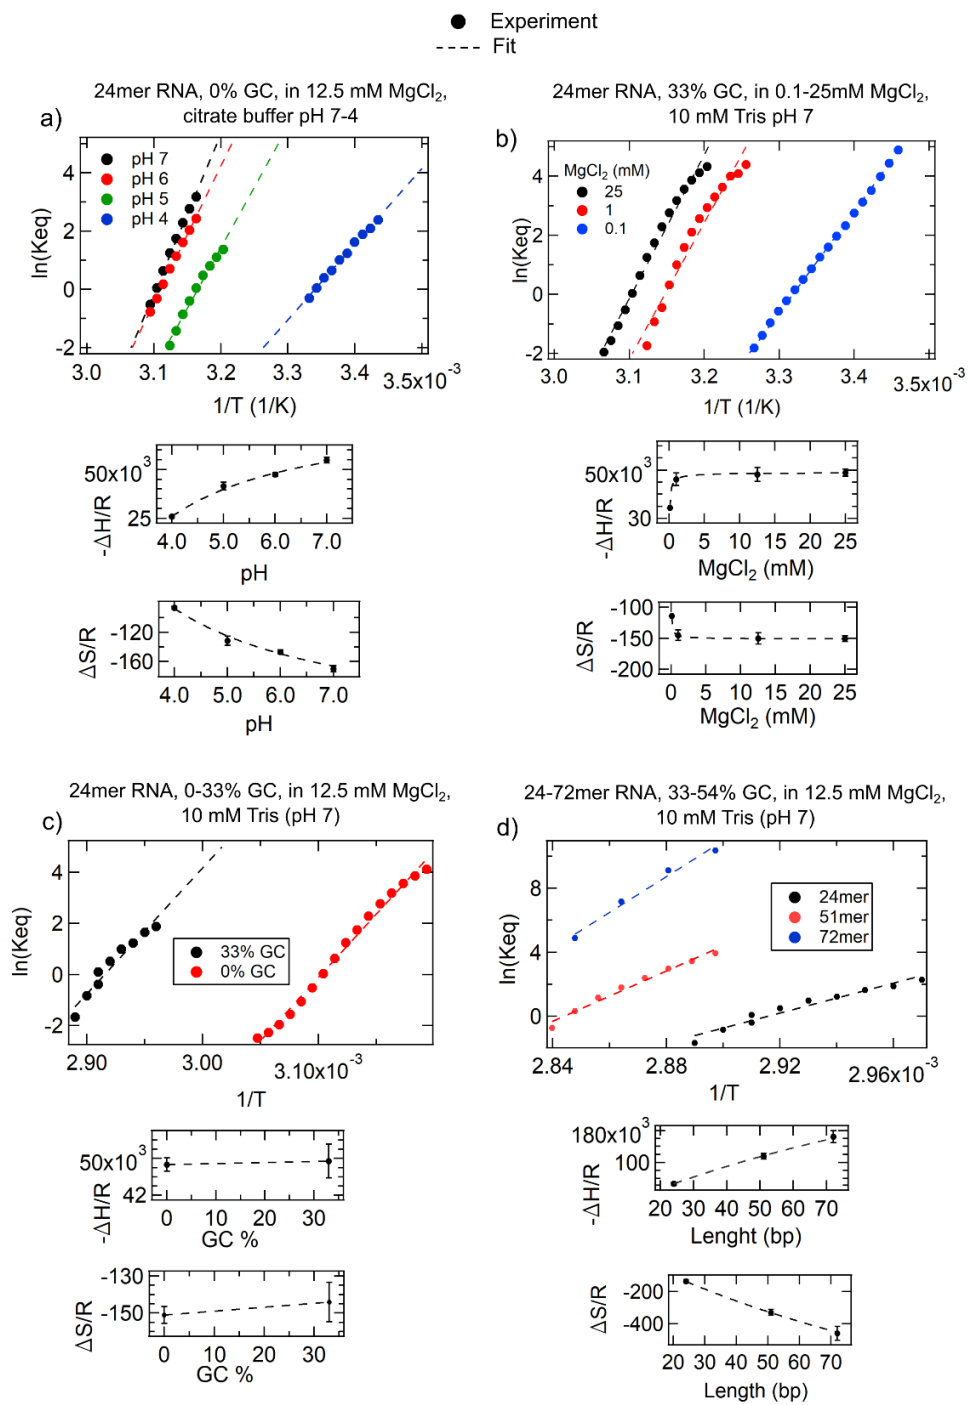 Experiment
Fit
24mer RNA, 0% GC, in 12.5 mM MgCl₂,
citrate buffer pH 7-4
a)
pH 7
pH 6
pH 5
pH 4
ln(Keq)
4
2
0
-2
3.0
3.1
3.2
3.3
3.4
3.5x10⁻³
1/T (1/K)
-ΔH/R
50x10³
25
4.0
5.0
6.0
7.0
pH
ΔS/R
-120
-160
4.0
5.0
6.0
7.0
pH
24mer RNA, 33% GC, in 0.1-25mM MgCl₂,
10 mM Tris pH 7
b)
MgCl₂ (mM)
25
1
0.1
ln(Keq)
4
2
0
-2
3.0
3.1
3.2
3.3
3.4
3.5x10⁻³
1/T (1/K)
-ΔH/R
50x10³
30
0
5
10
15
20
25
MgCl₂ (mM)
ΔS/R
-100
-150
-200
0
5
10
15
20
25
MgCl₂ (mM)
24mer RNA, 0-33% GC, in 12.5 mM MgCl₂,
10 mM Tris (pH 7)
c)
33% GC
0% GC
ln(Keq)
4
2
0
-2
2.90
3.00
3.10x10⁻³
1/T
-ΔH/R
50x10³
42
0
10
20
30
GC %
ΔS/R
-130
-150
0
10
20
30
GC %
24-72mer RNA, 33-54% GC, in 12.5 mM MgCl₂,
10 mM Tris (pH 7)
d)
24mer
51mer
72mer
ln(Keq)
8
4
0
2.84
2.88
2.92
2.96x10⁻³
1/T
-ΔH/R
180x10³
100
20
30
40
50
60
70
Lenght (bp)
ΔS/R
-200
-400
20
30
40
50
60
70
Length (bp)